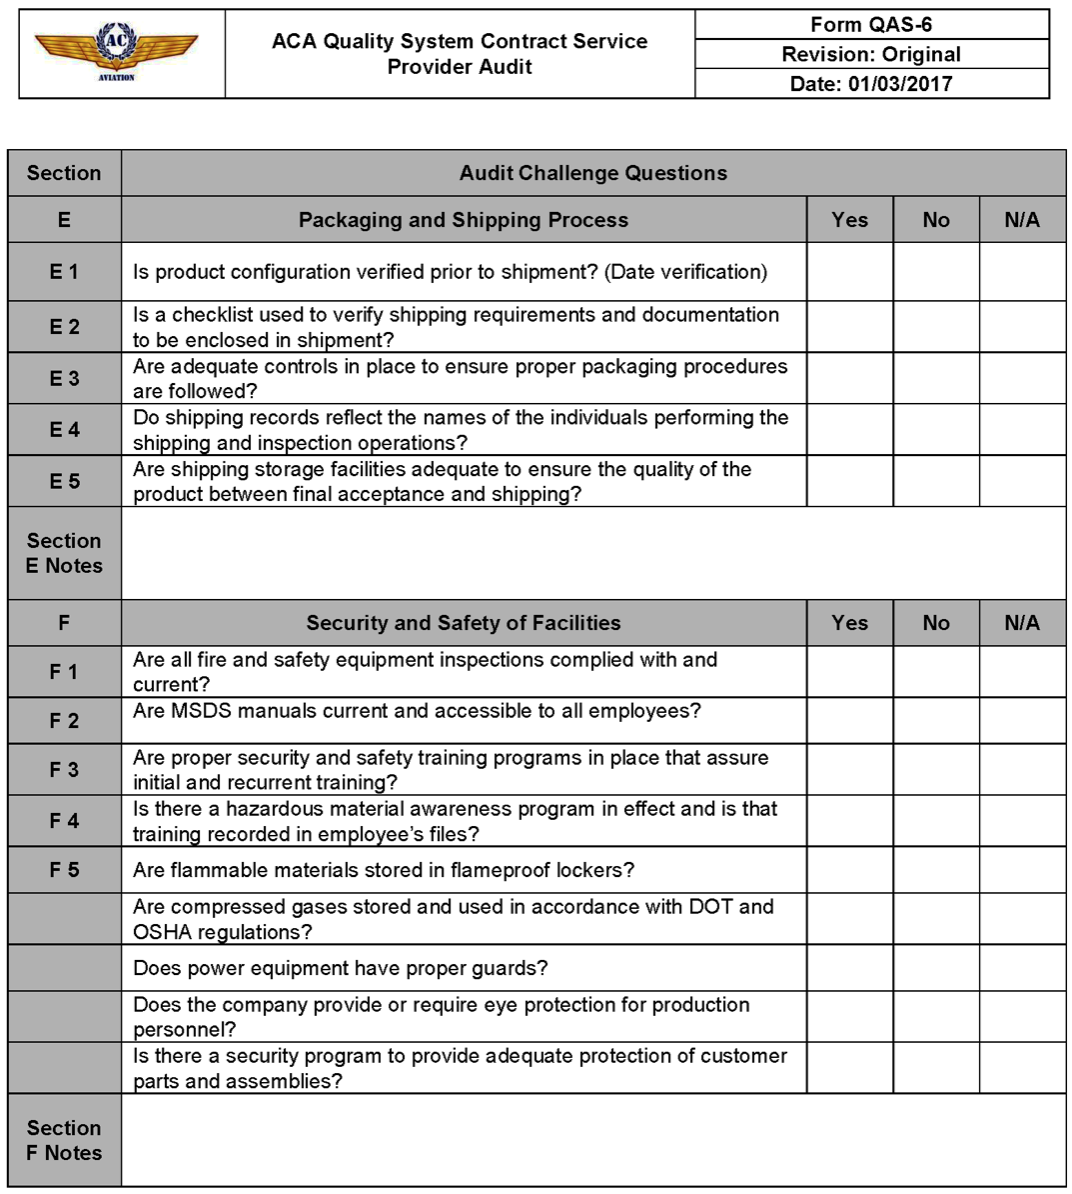 AC
AVIATION
ACA Quality System Contract Service
Provider Audit
Form QAS-6
Revision: Original
Date: 01/03/2017
Section
Audit Challenge Questions
E
Packaging and Shipping Process
Yes
No
N/A
E 1
Is product configuration verified prior to shipment? (Date verification)
E 2
Is a checklist used to verify shipping requirements and documentation
to be enclosed in shipment?
E 3
Are adequate controls in place to ensure proper packaging procedures
are followed?
E 4
Do shipping records reflect the names of the individuals performing the
shipping and inspection operations?
E 5
Are shipping storage facilities adequate to ensure the quality of the
product between final acceptance and shipping?
Section
E Notes
F
Security and Safety of Facilities
Yes
No
N/A
F 1
Are all fire and safety equipment inspections complied with and
current?
F 2
Are MSDS manuals current and accessible to all employees?
F 3
Are proper security and safety training programs in place that assure
initial and recurrent training?
F 4
Is there a hazardous material awareness program in effect and is that
training recorded in employee’s files?
F 5
Are flammable materials stored in flameproof lockers?
Are compressed gases stored and used in accordance with DOT and
OSHA regulations?
Does power equipment have proper guards?
Does the company provide or require eye protection for production
personnel?
Is there a security program to provide adequate protection of customer
parts and assemblies?
Section
F Notes